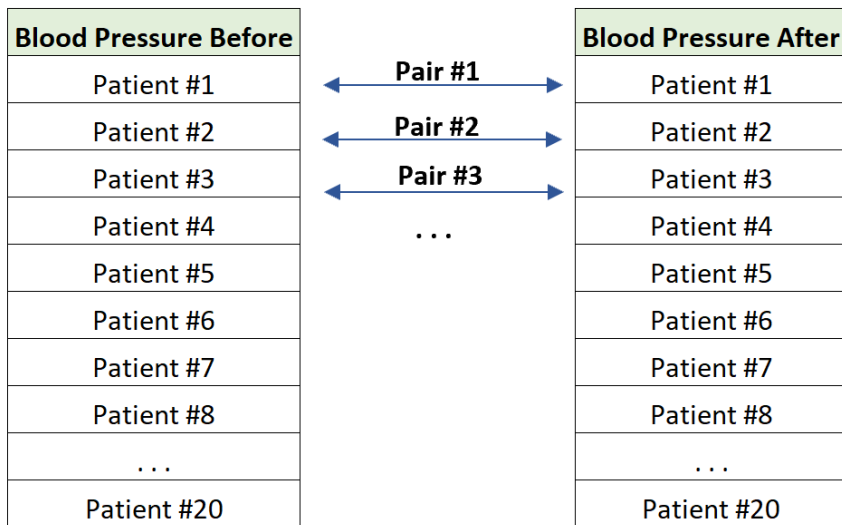 Blood Pressure Before
Patient #1
Patient #2
Patient #3
Patient #4
Patient #5
Patient #6
Patient #7
Patient #8
. . .
Patient #20
Pair #1
Pair #2
Pair #3
. . .
Blood Pressure After
Patient #1
Patient #2
Patient #3
Patient #4
Patient #5
Patient #6
Patient #7
Patient #8
. . .
Patient #20